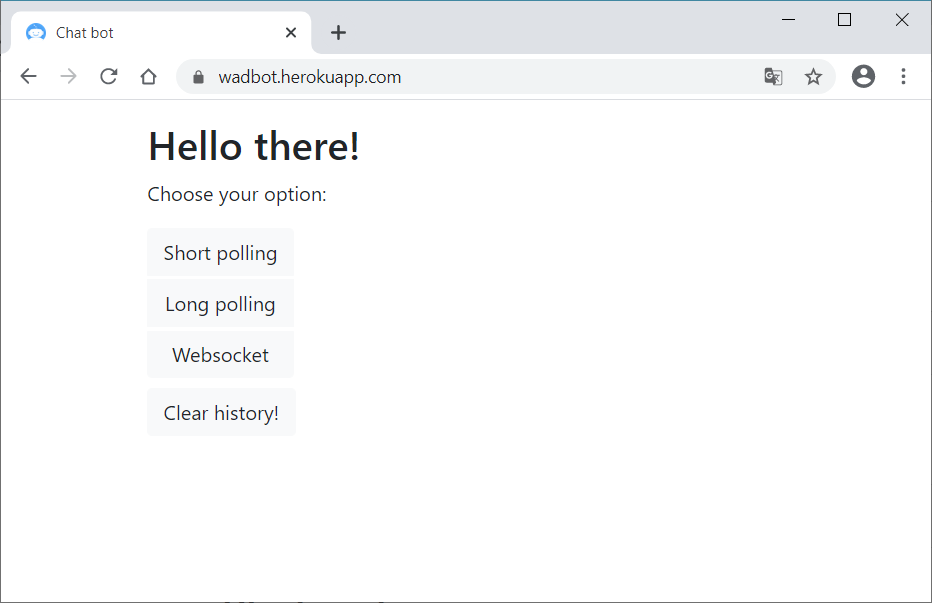 Chat bot
wadbot.herokuapp.com
Hello there!
Choose your option:
Short polling
Long polling
Websocket
Clear history!